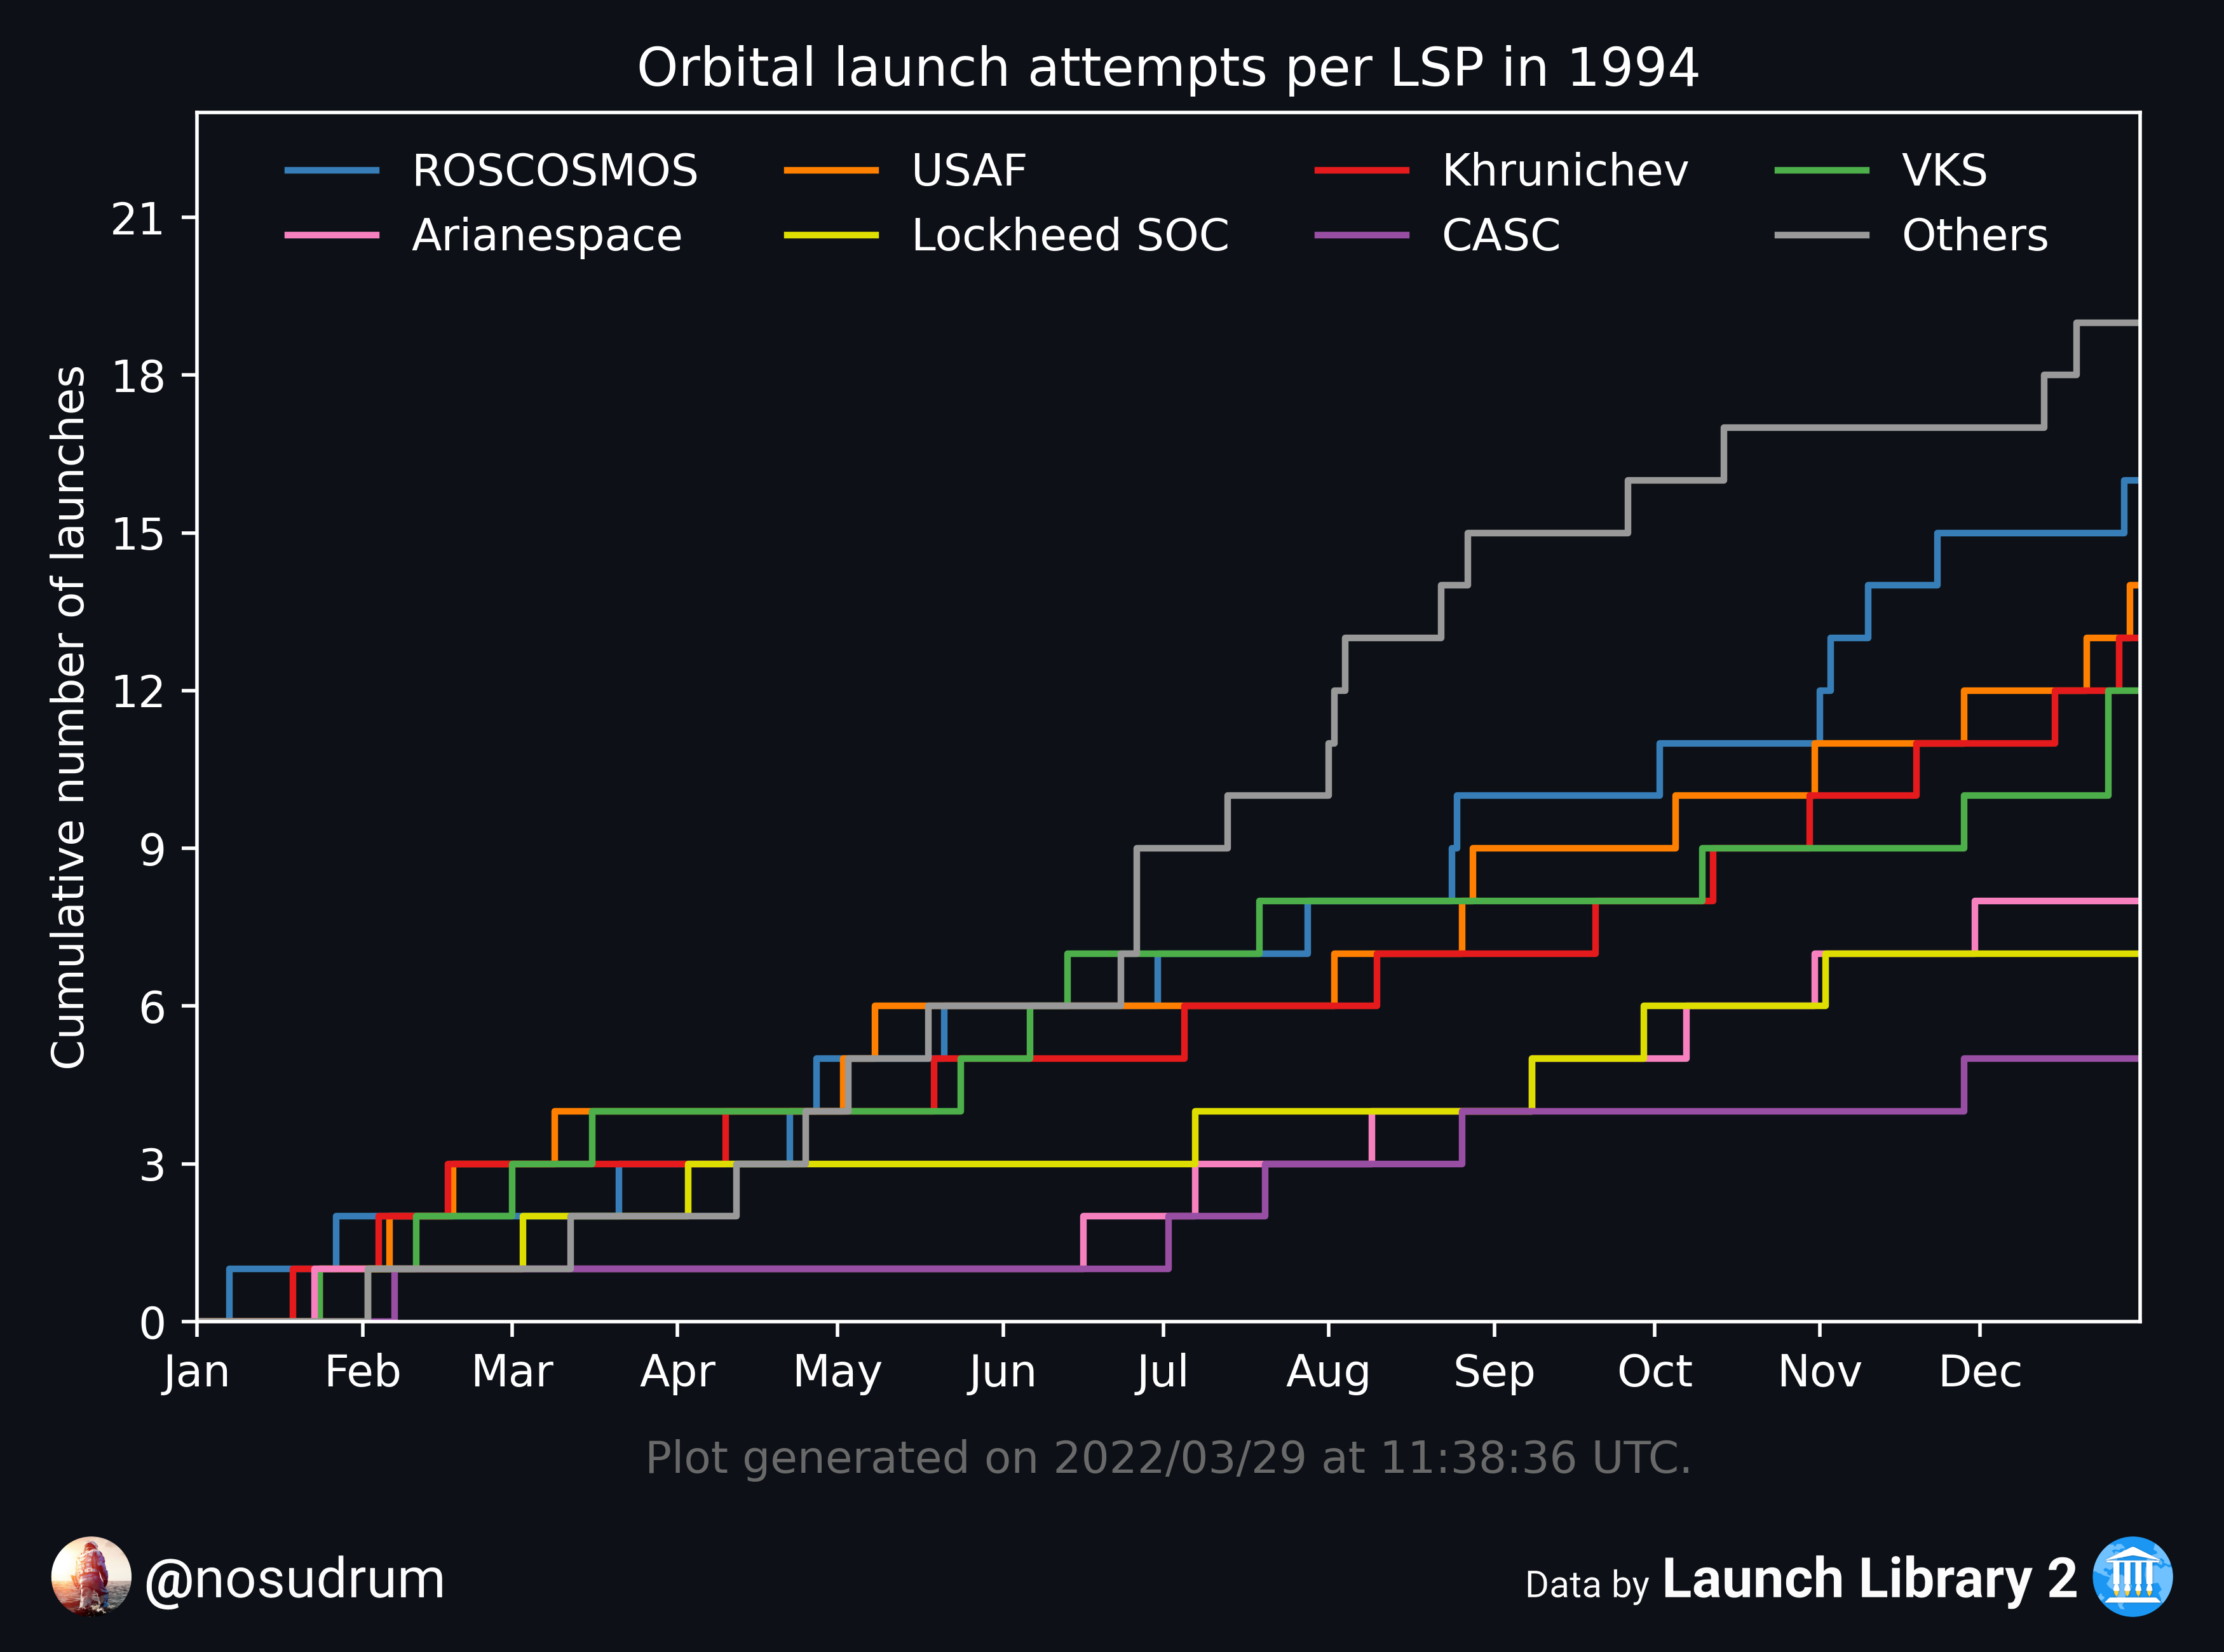 Orbital launch attempts per LSP in 1994
ROSCOSMOS USAF Khrunichev VKS
Arianespace Lockheed SOC CASC Others
Cumulative number of launches
21
18
15
12
9
6
3
0
Jan Feb Mar Apr May Jun Jul Aug Sep Oct Nov Dec
Plot generated on 2022/03/29 at 11:38:36 UTC.
@nosudrum
Data by Launch Library 2